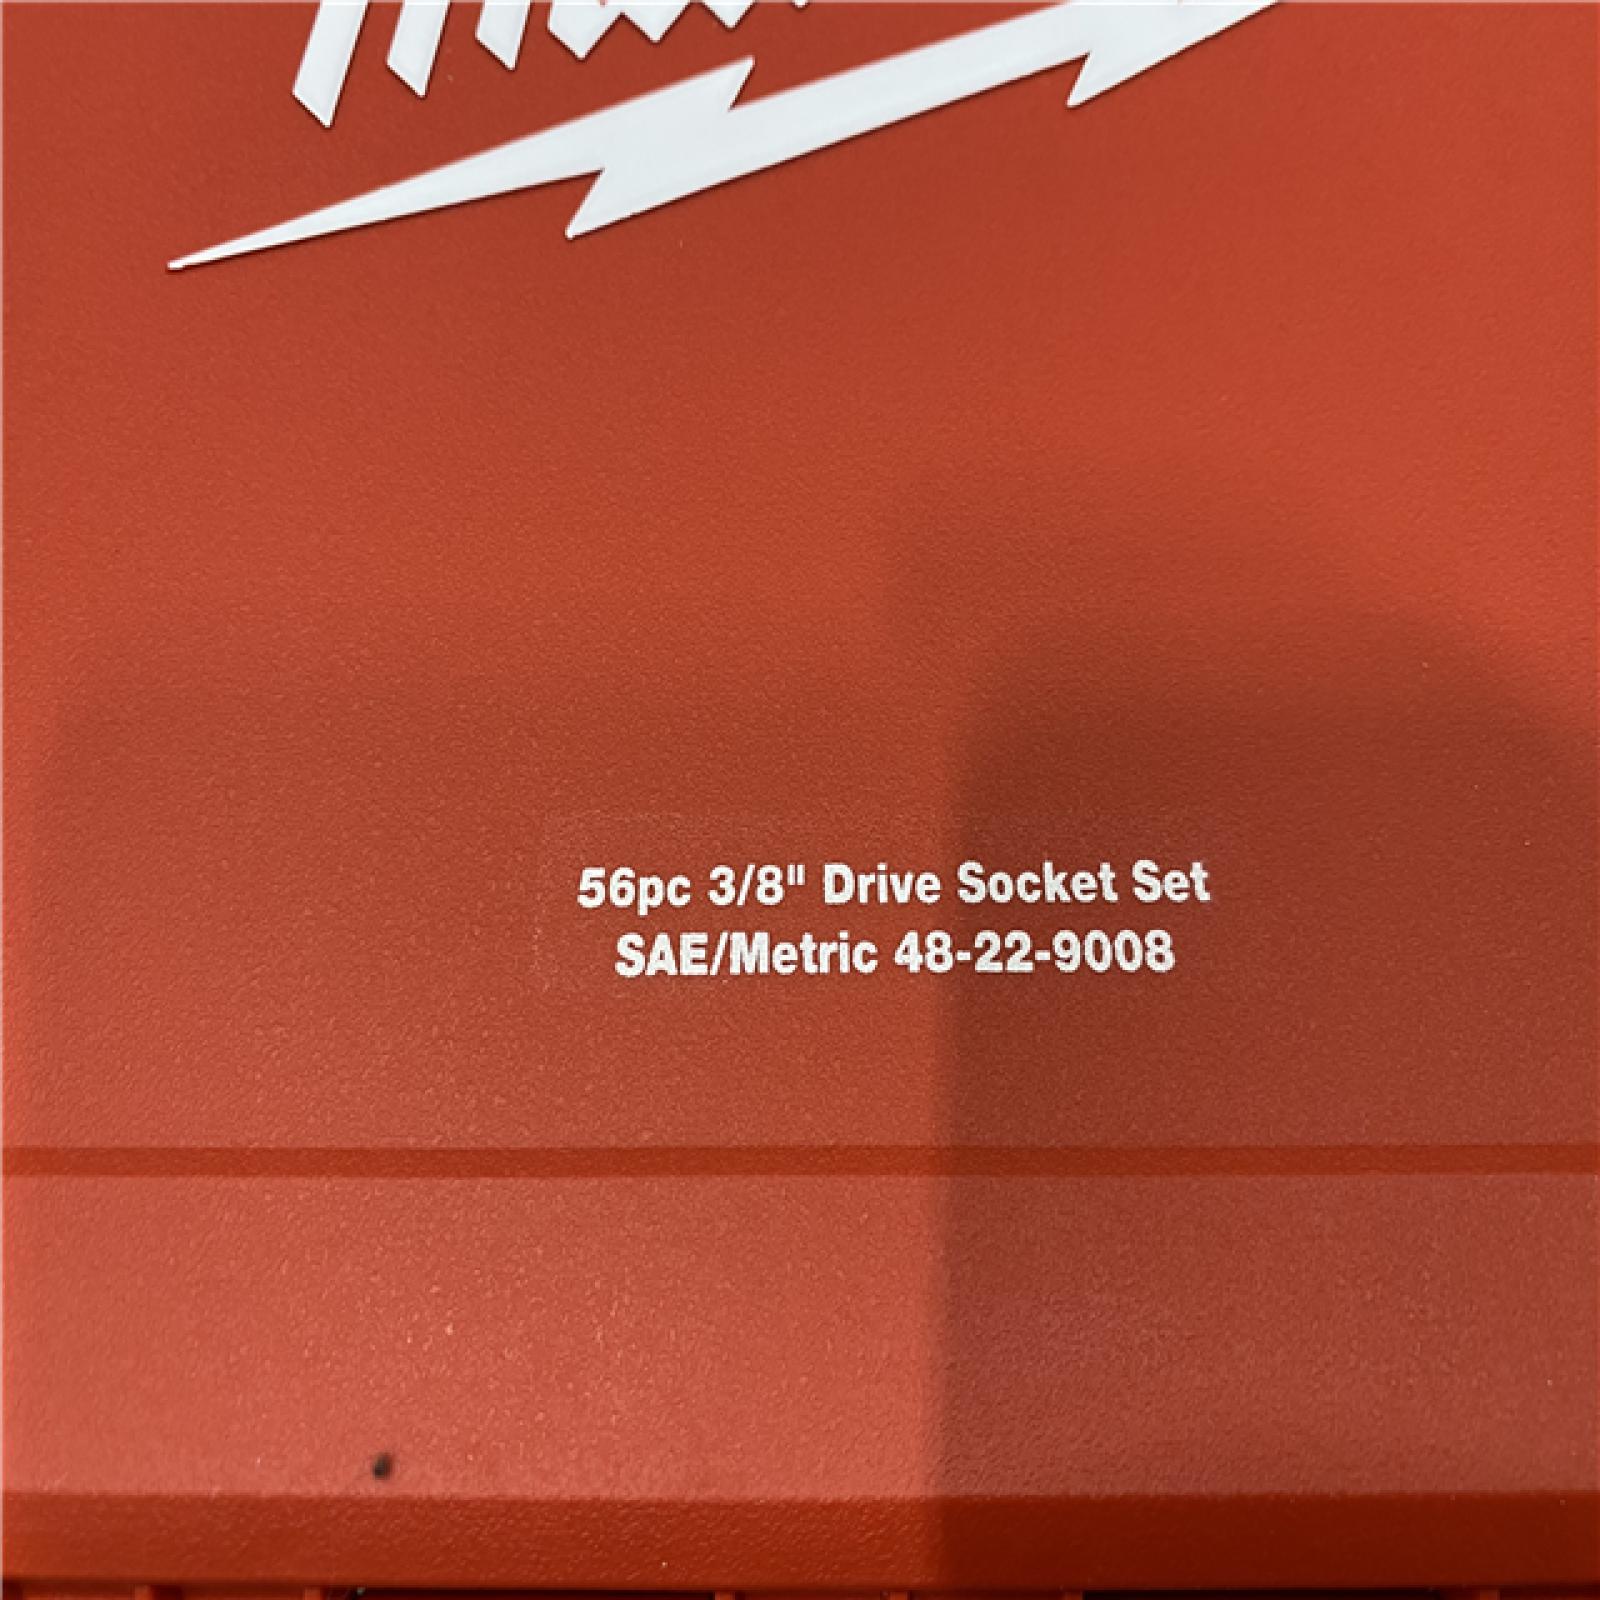 56pc 3/8" Drive Socket Set
SAE/Metric 48-22-9008